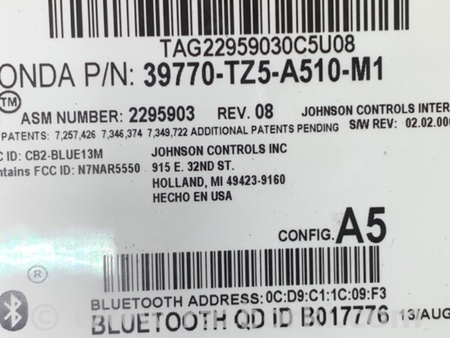 TAG22959030C5U08
ONDA P/N: 39770-TZ5-A510-M1
TM
ASM NUMBER: 2295903 REV. 08 JOHNSON CONTROLS INTER
PATENTS: 7,257,426 7,346,374 7,349,722 ADDITIONAL PATENTS PENDING S/W REV: 02.02.00
C ID: CB2-BLUE13M JOHNSON CONTROLS INC
ntains FCC ID: N7NAR5550 915 E. 32ND ST.
HOLLAND, MI 49423-9160
HECHO EN USA
CONFIG. A5
®
BLUETOOTH ADDRESS: 0C:D9:C1:1C:09:F3
BLUETOOTH QD ID B017776 13/AUG